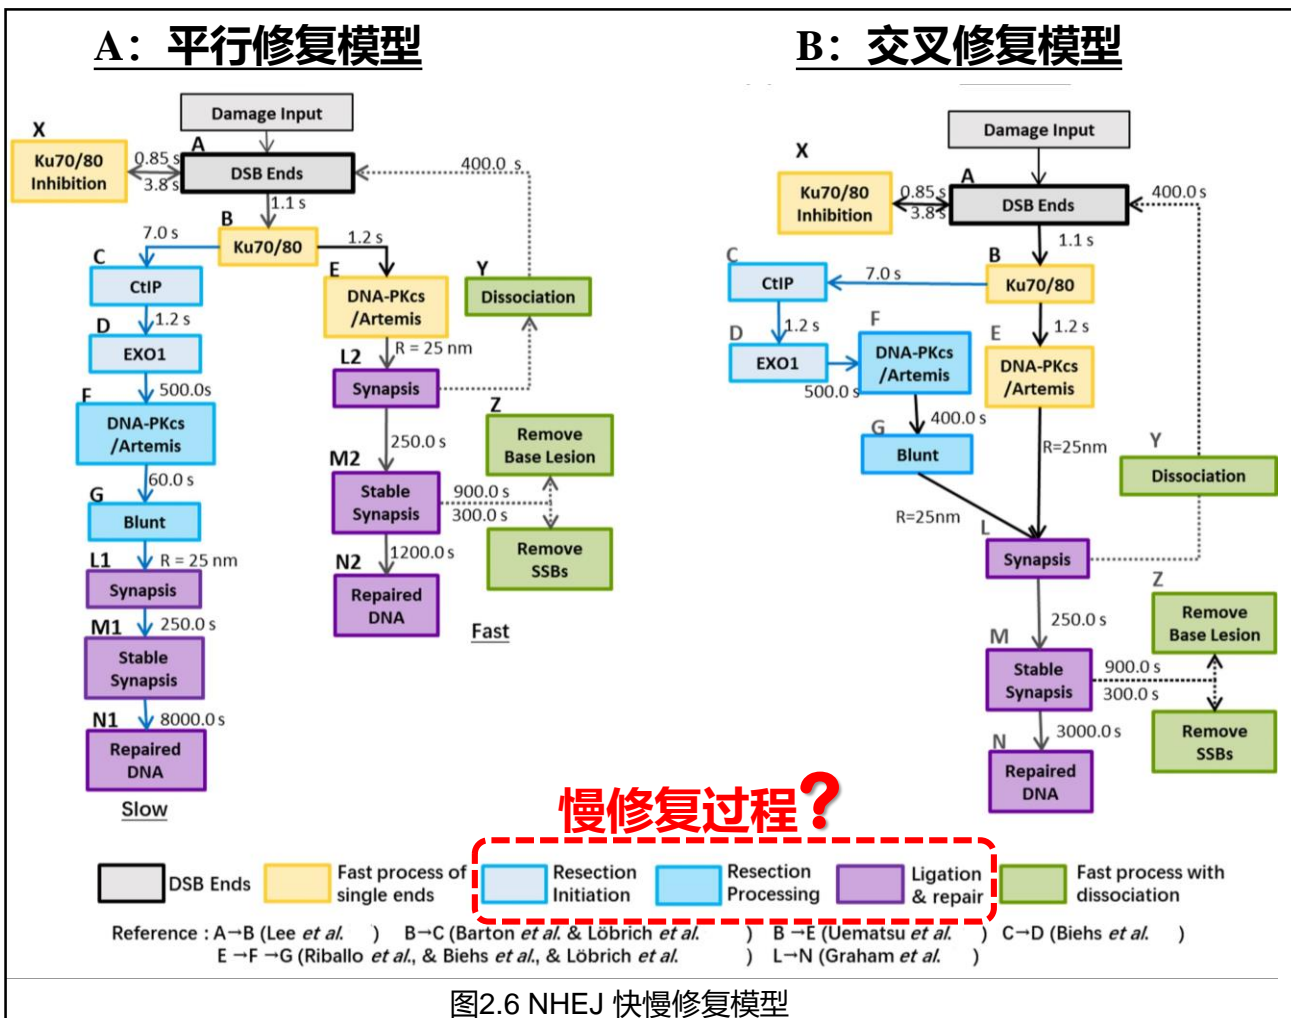 A：平行修复模型
Damage Input
X
Ku70/80
Inhibition
0.85 s
3.8 s
A
DSB Ends
400.0 s
1.1 s
B
Ku70/80
7.0 s
1.2 s
C
CtIP
E
DNA-PKcs
/Artemis
Y
Dissociation
1.2 s
D
EXO1
R = 25 nm
L2
Synapsis
500.0s
F
DNA-PKcs
/Artemis
250.0 s
Z
Remove
Base Lesion
M2
Stable
Synapsis
900.0 s
300.0 s
60.0 s
G
Blunt
Remove
SSBs
1200.0 s
N2
Repaired
DNA
Fast
L1
R = 25 nm
Synapsis
M1
250.0 s
Stable
Synapsis
N1
8000.0 s
Repaired
DNA
Slow
B：交叉修复模型
Damage Input
X
Ku70/80
Inhibition
0.85 s
3.8 s
A
DSB Ends
400.0 s
1.1 s
C
CtIP
7.0 s
B
Ku70/80
1.2 s
1.2 s
D
EXO1
F
DNA-PKcs
/Artemis
E
DNA-PKcs
/Artemis
500.0 s
400.0 s
G
Blunt
R=25nm
Y
Dissociation
R=25nm
L
Synapsis
Z
Remove
Base Lesion
250.0 s
M
Stable
Synapsis
900.0 s
300.0 s
Remove
SSBs
3000.0 s
N
Repaired
DNA
慢修复过程?
DSB Ends
Fast process of
single ends
Resection
Initiation
Resection
Processing
Ligation
& repair
Fast process with
dissociation
Reference : A→B (Lee et al. ) B→C (Barton et al. & Löbrich et al. ) B →E (Uematsu et al. ) C→D (Biehs et al. )
E →F →G (Riballo et al., & Biehs et al., & Löbrich et al. ) L→N (Graham et al. )
图2.6 NHEJ 快慢修复模型